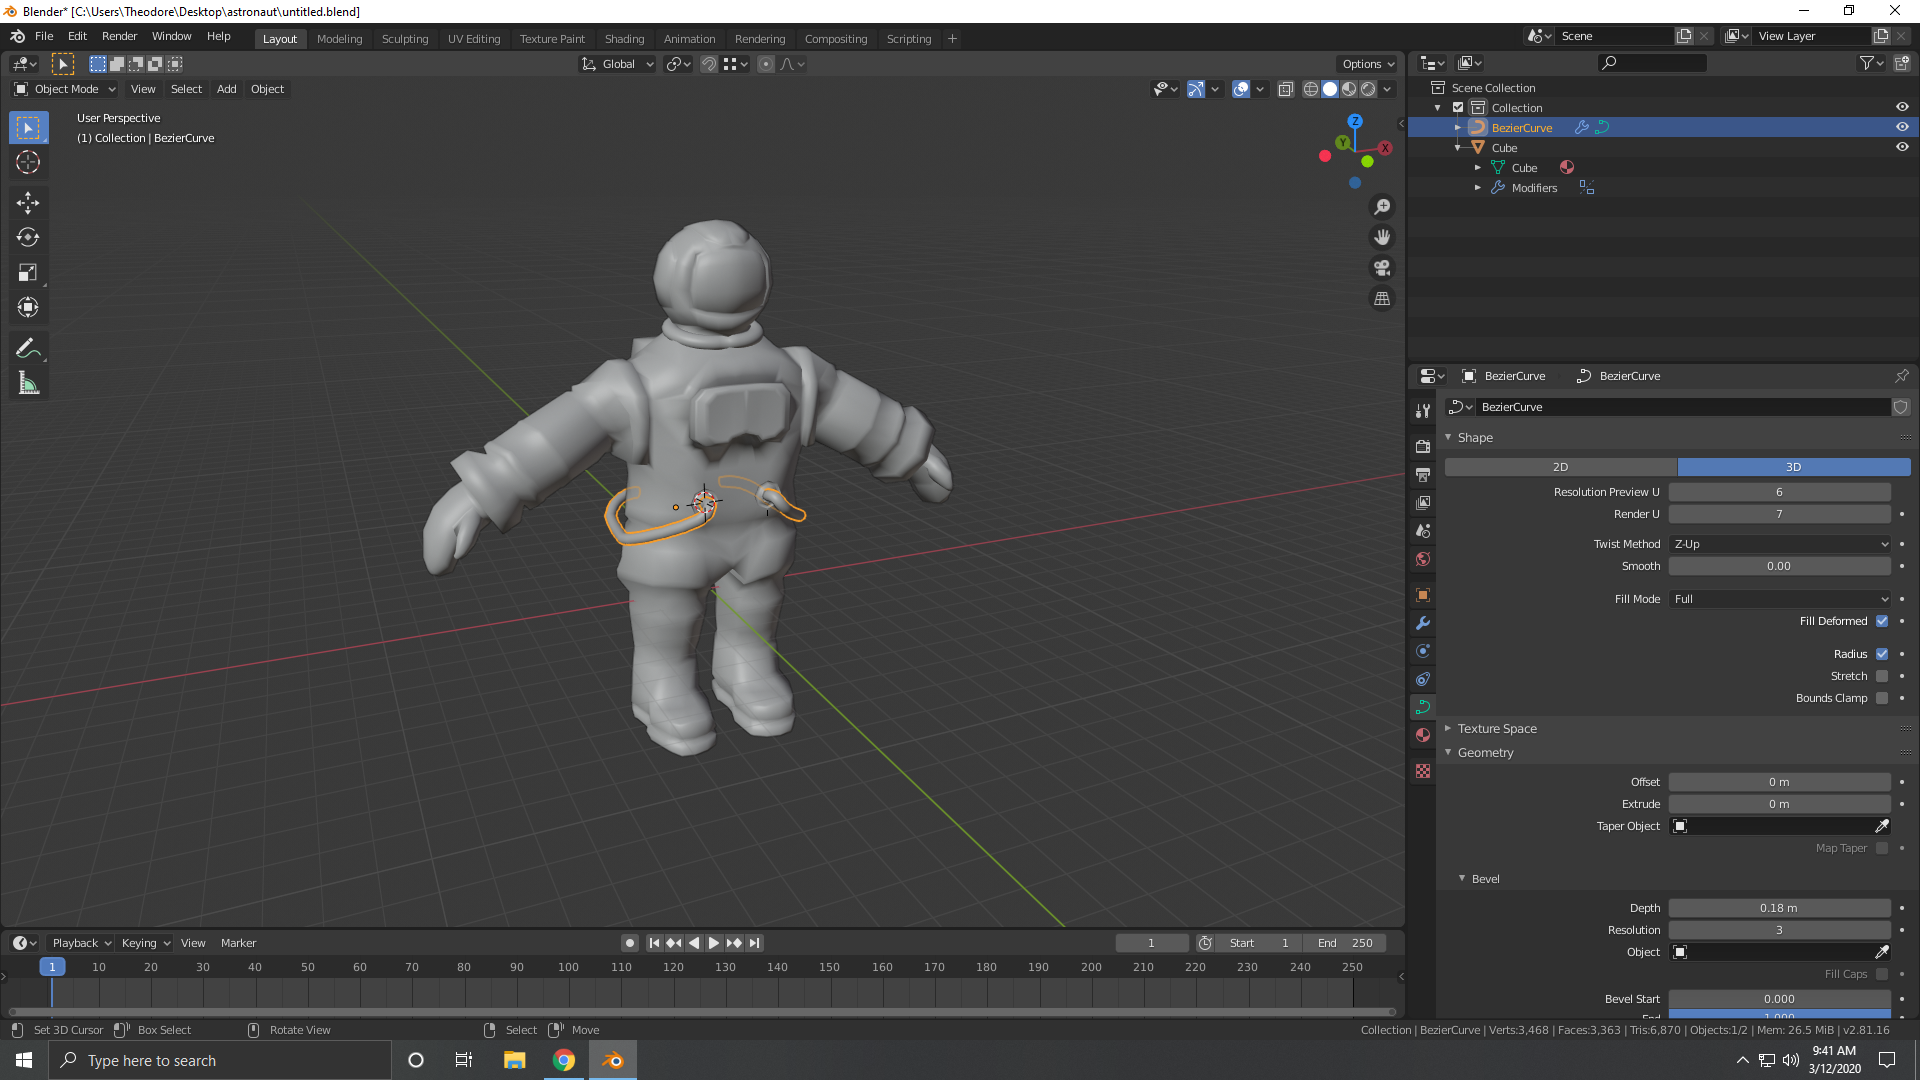 Blender* [C:\Users\Theodore\Desktop\astronaut\untitled.blend]
File Edit Render Window Help Layout Modeling Sculpting UV Editing Texture Paint Shading Animation Rendering Compositing Scripting + Scene View Layer
Global Options
Object Mode View Select Add Object
User Perspective
(1) Collection | BezierCurve
Z
Y
X
Scene Collection
Collection
BezierCurve
Cube
Cube
Modifiers
BezierCurve BezierCurve
BezierCurve
Shape
2D 3D
Resolution Preview U 6
Render U 7
Twist Method Z-Up
Smooth 0.00
Fill Mode Full
Fill Deformed
Radius
Stretch
Bounds Clamp
Texture Space
Geometry
Offset 0 m
Extrude 0 m
Taper Object
Map Taper
Bevel
Depth 0.18 m
Resolution 3
Object
Fill Caps
Bevel Start 0.000
End 1.000
Playback Keying View Marker 1 Start 1 End 250
1 10 20 30 40 50 60 70 80 90 100 110 120 130 140 150 160 170 180 190 200 210 220 230 240 250
Set 3D Cursor Box Select Rotate View Select Move Collection | BezierCurve | Verts:3,468 | Faces:3,363 | Tris:6,870 | Objects:1/2 | Mem: 26.5 MiB | v2.81.16
Type here to search
9:41 AM
3/12/2020